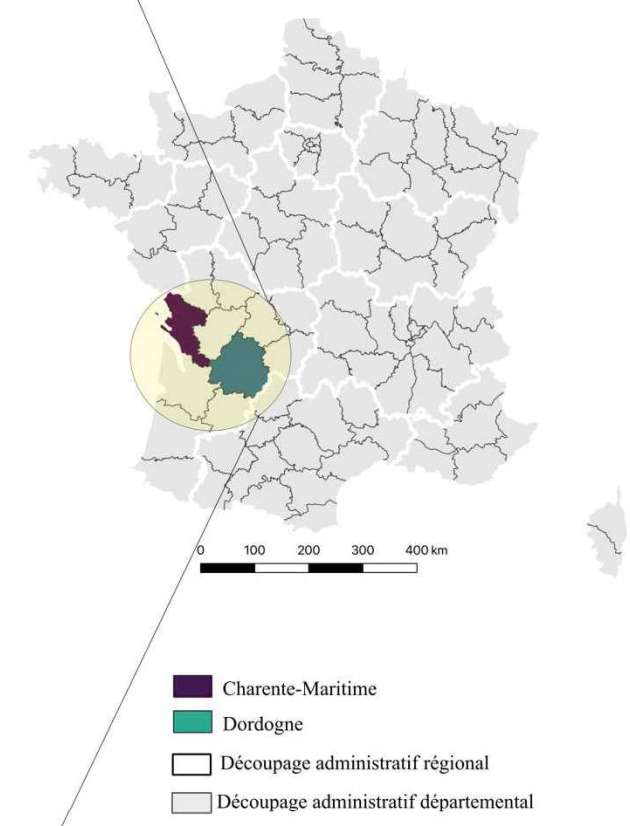 0 100 200 300 400 km
Charente-Maritime
Dordogne
Découpage administratif régional
Découpage administratif départemental